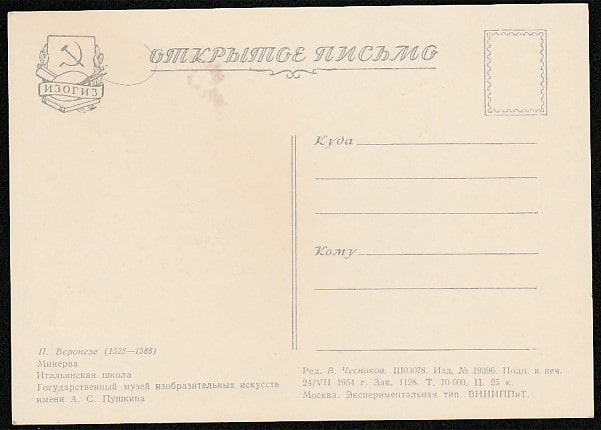 ИЗОГИЗ
ОТКРЫТОЕ ПИСЬМО
Куда
Кому
П. Веронезе (1528—1588)
Минерва
Итальянская школа
Государственный музей изобразительных искусств
имени А. С. Пушкина
Ред. В. Чесноков. Ш03078. Изд. № 19396. Подп. к печ.
24/VII 1954 г. Зак. 1128. Т. 70 000. Ц. 25 к.
Москва. Экспериментальная тип. ВНИИППиТ.